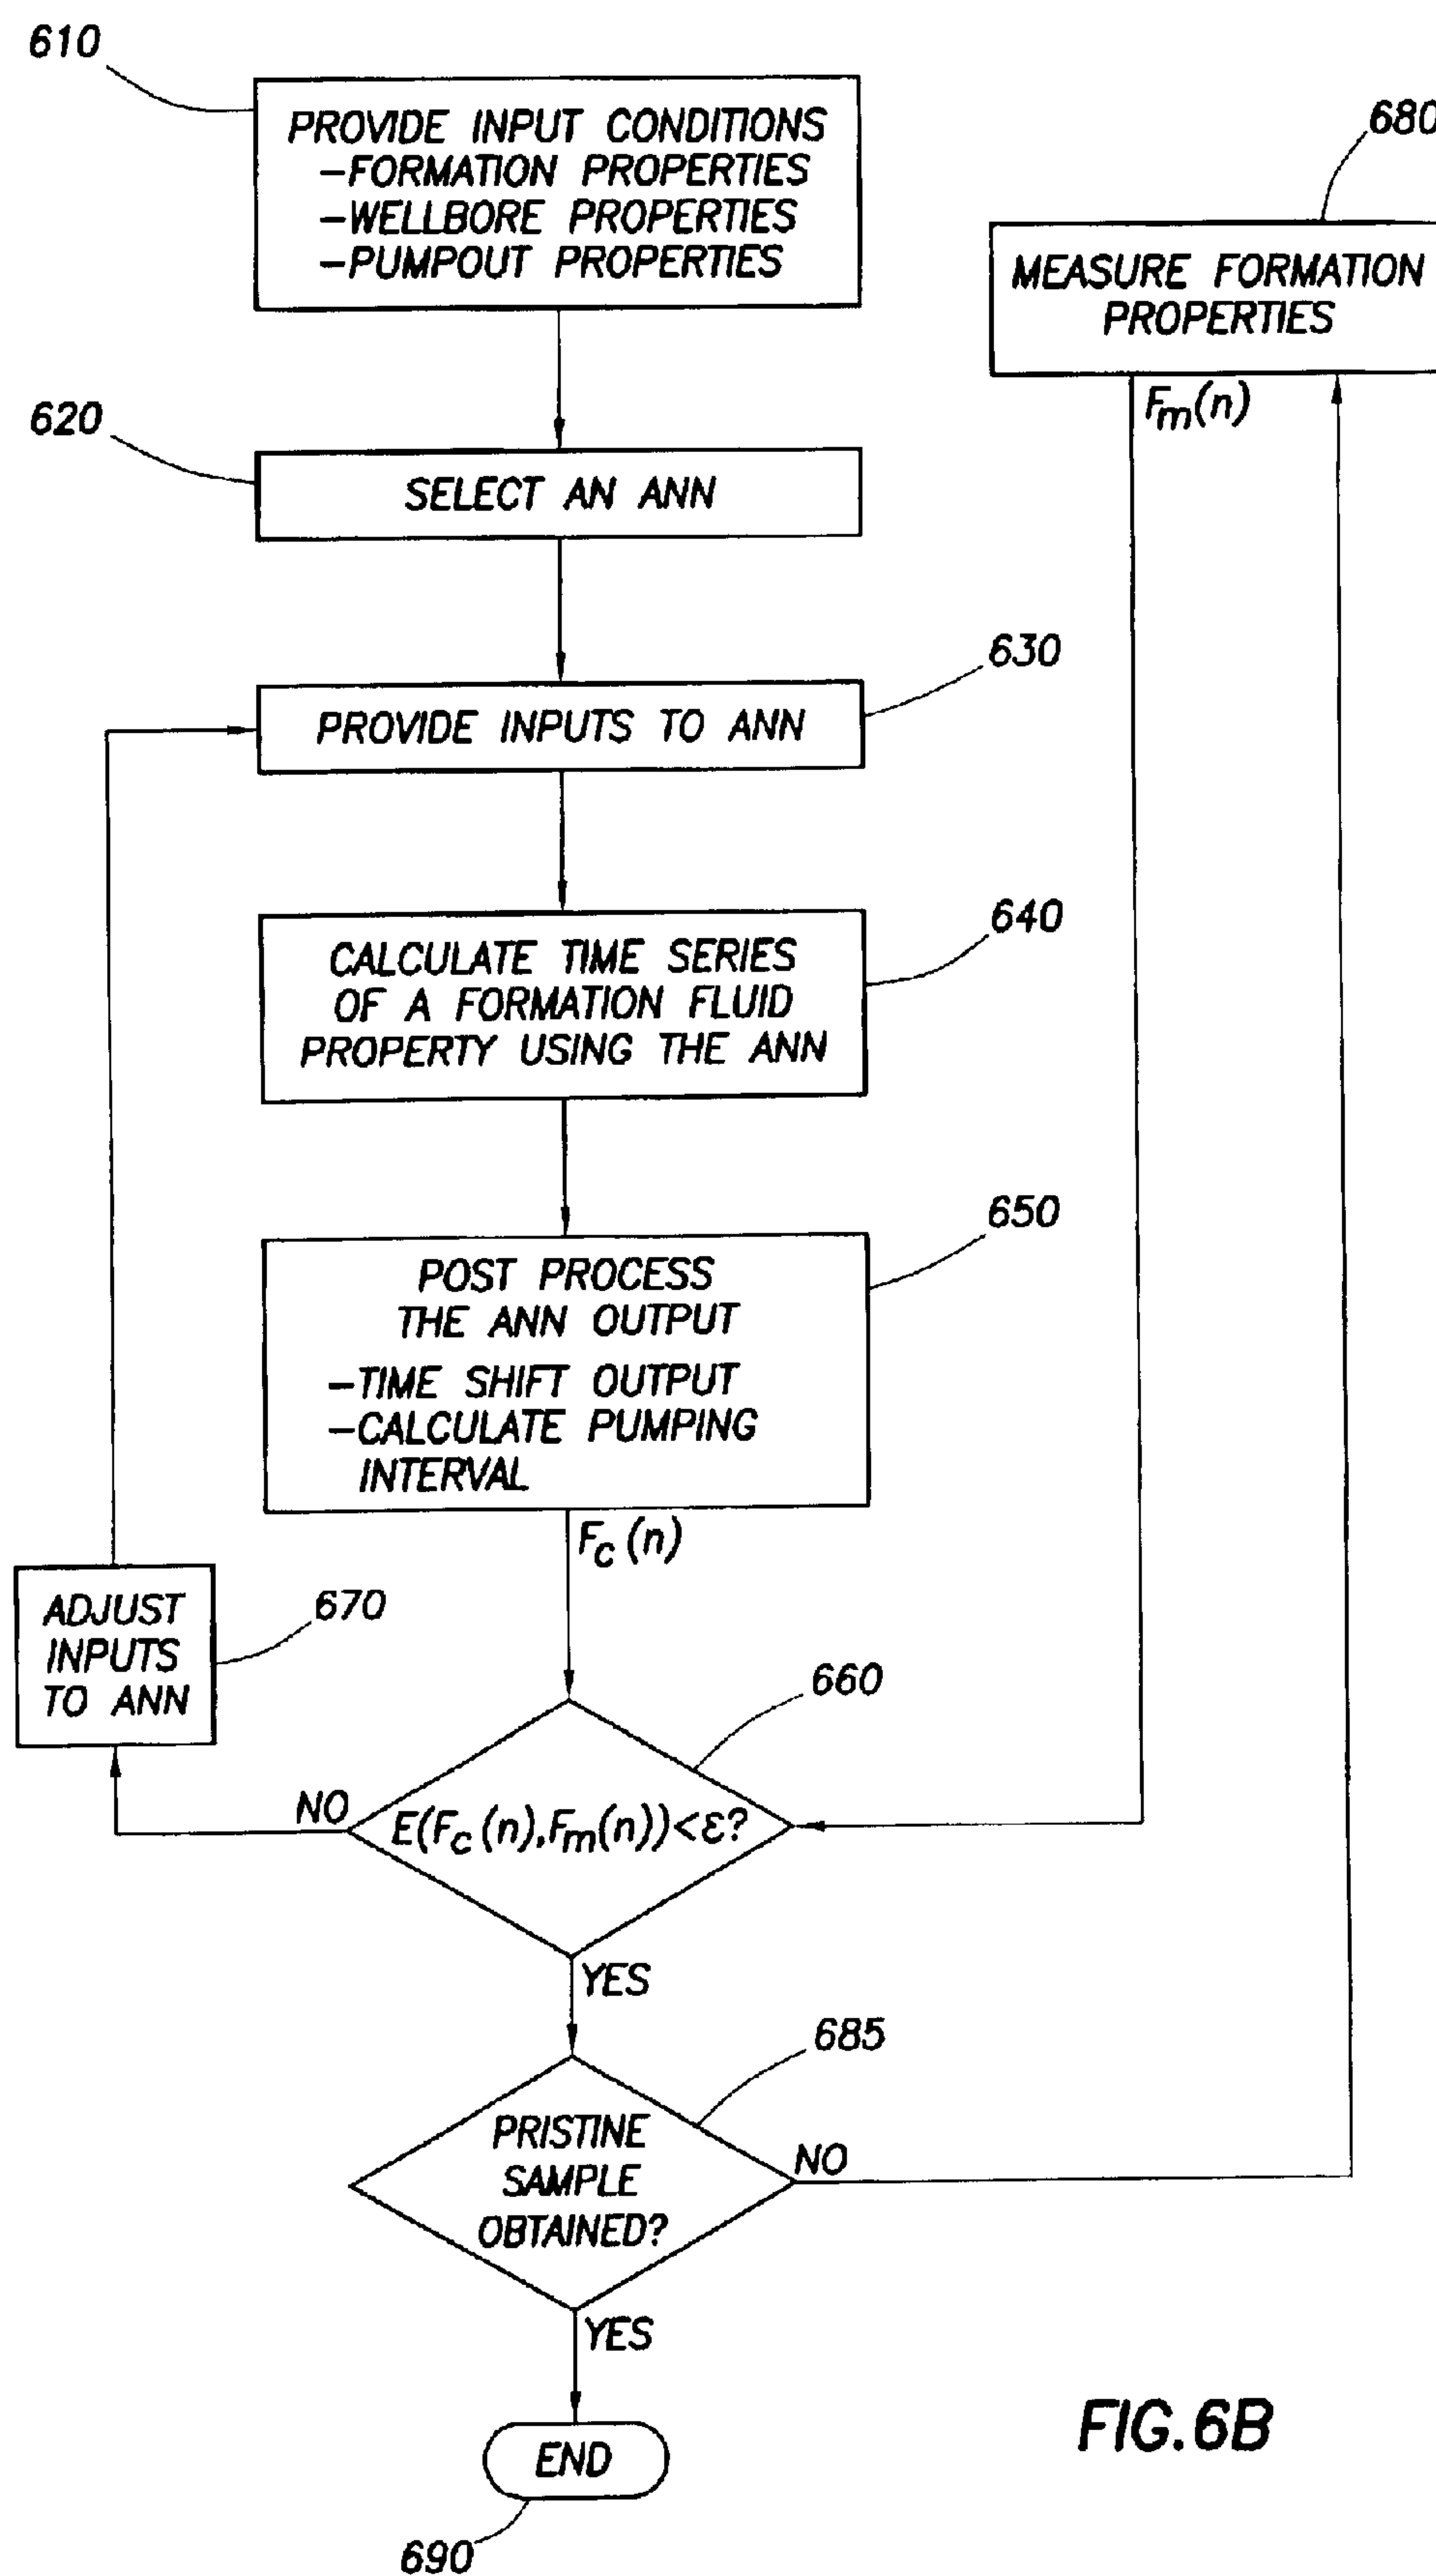 610
PROVIDE INPUT CONDITIONS
-FORMATION PROPERTIES
-WELLBORE PROPERTIES
-PUMPOUT PROPERTIES
680
MEASURE FORMATION
PROPERTIES
Fm(n)
620
SELECT AN ANN
630
PROVIDE INPUTS TO ANN
640
CALCULATE TIME SERIES
OF A FORMATION FLUID
PROPERTY USING THE ANN
650
POST PROCESS
THE ANN OUTPUT
-TIME SHIFT OUTPUT
-CALCULATE PUMPING
INTERVAL
Fc(n)
ADJUST
INPUTS
TO ANN
670
660
NO
E(Fc(n),Fm(n))<ε?
YES
685
PRISTINE
SAMPLE
OBTAINED?
NO
YES
END
690
FIG.6B